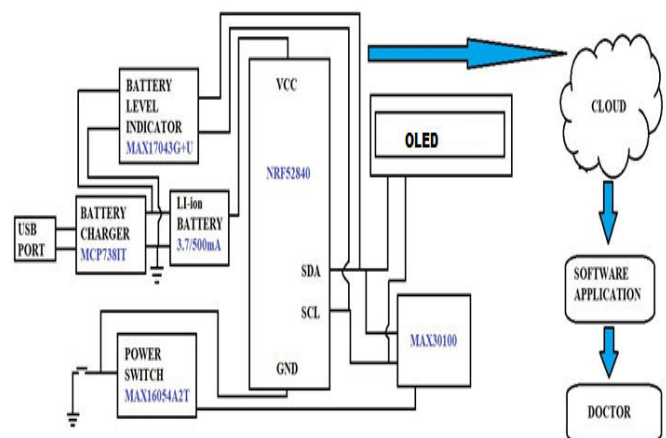 BATTERY
LEVEL
INDICATOR
MAX17043G+U
VCC
NRF52840
SDA
SCL
GND
OLED
CLOUD
USB
PORT
BATTERY
CHARGER
MCP738IT
LI-ion
BATTERY
3.7/500mA
SOFTWARE
APPLICATION
MAX30100
POWER
SWITCH
MAX16054A2T
DOCTOR